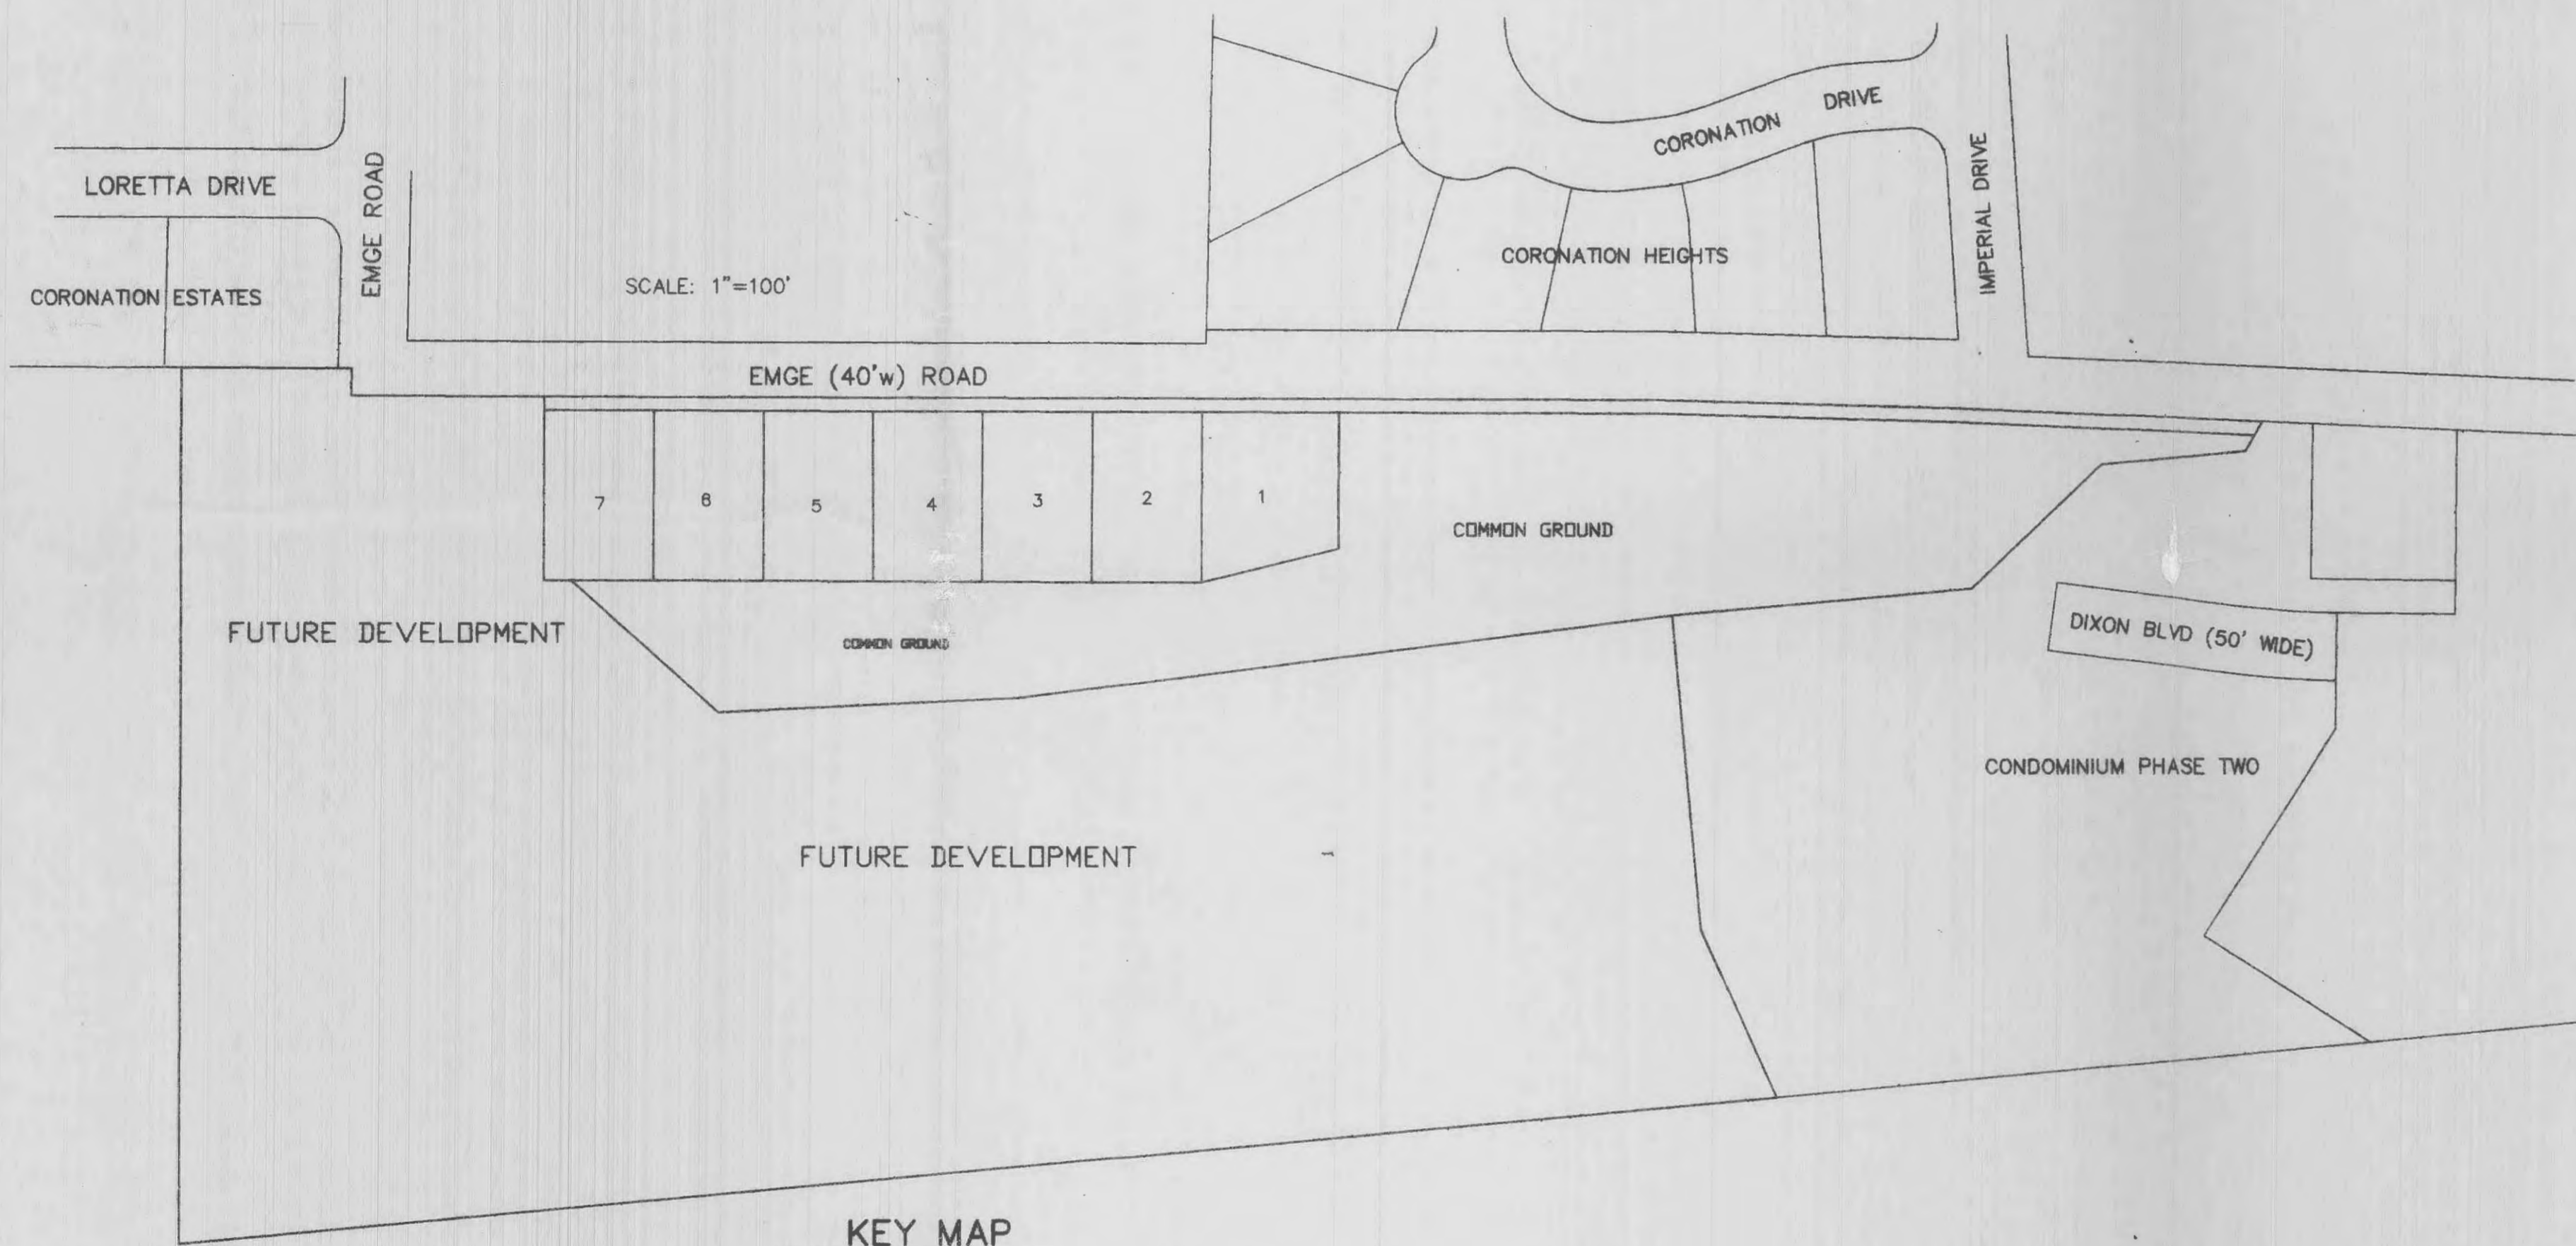 CORONATION DRIVE
LORETTA DRIVE
EMGE ROAD
IMPERIAL DRIVE
CORONATION HEIGHTS
CORONATION ESTATES
SCALE: 1"=100'
EMGE (40'w) ROAD
7 6 5 4 3 2 1
COMMON GROUND
FUTURE DEVELOPMENT
COMMON GROUND
DIXON BLVD (50' WIDE)
CONDOMINIUM PHASE TWO
FUTURE DEVELOPMENT
KEY MAP